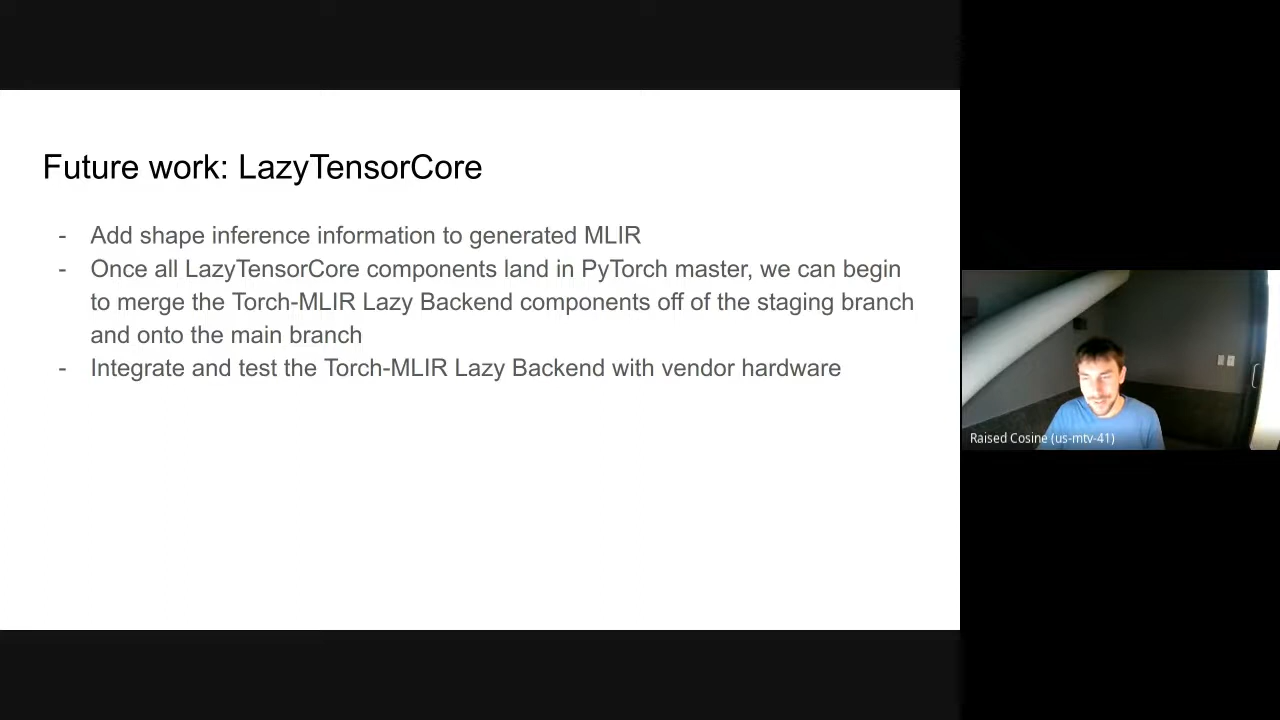 Future work: LazyTensorCore
- Add shape inference information to generated MLIR
- Once all LazyTensorCore components land in PyTorch master, we can begin
to merge the Torch-MLIR Lazy Backend components off of the staging branch
and onto the main branch
- Integrate and test the Torch-MLIR Lazy Backend with vendor hardware
Raised Cosine (us-mtv-41)